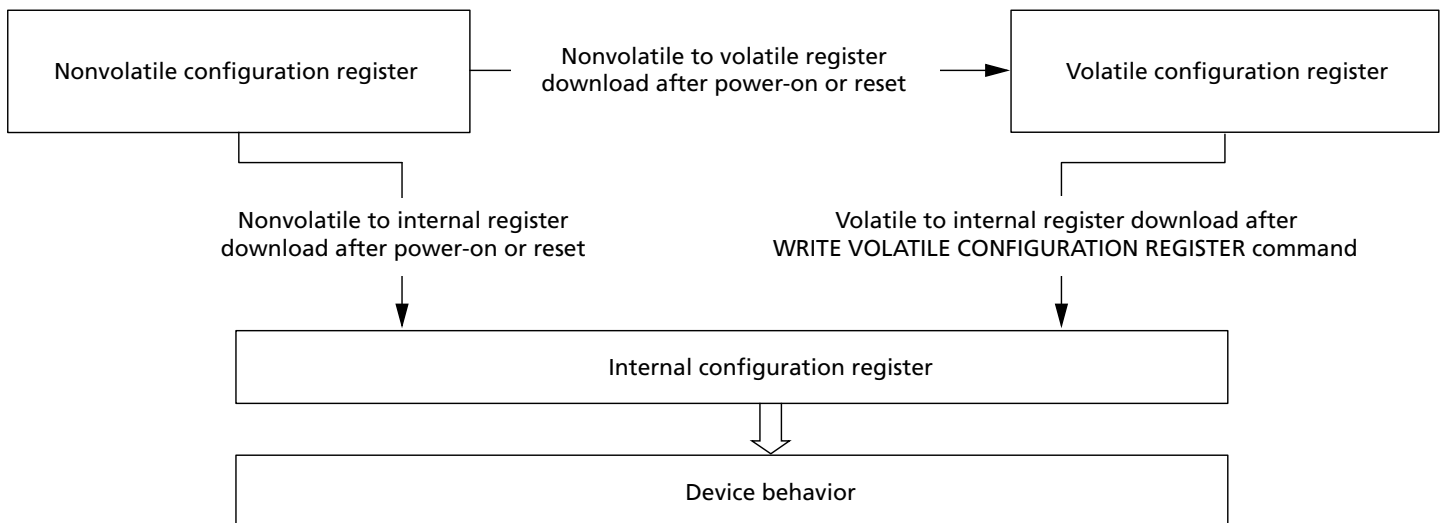 Nonvolatile configuration register
Nonvolatile to volatile register
download after power-on or reset
Volatile configuration register
Nonvolatile to internal register
download after power-on or reset
Volatile to internal register download after
WRITE VOLATILE CONFIGURATION REGISTER command
Internal configuration register
Device behavior